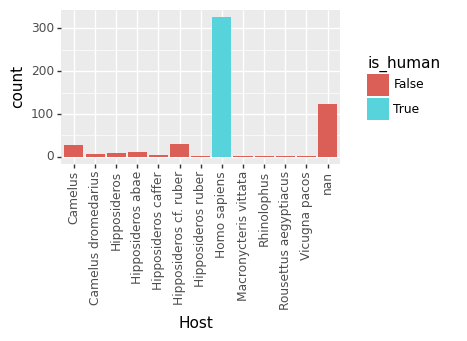 300
200
100
0
count
Camelus
Camelus dromedarius
Hipposideros
Hipposideros abae
Hipposideros caffer
Hipposideros cf. ruber
Hipposideros ruber
Homo sapiens
Macronycteris vittata
Rhinolophus
Rousettus aegyptiacus
Vicugna pacos
nan
Host
is_human
False
True